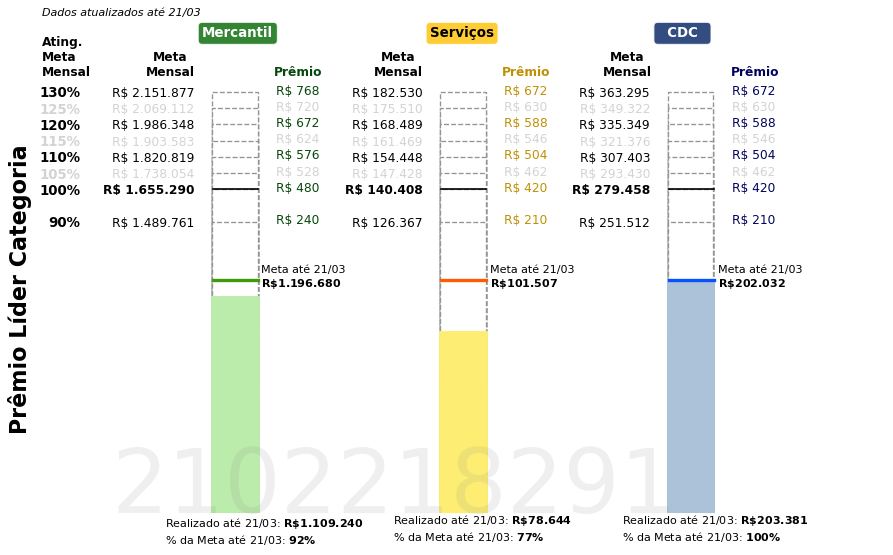 Dados atualizados até 21/03
Mercantil Serviços CDC
Ating. Meta Mensal Meta Mensal Prêmio Meta Mensal Prêmio Meta Mensal Prêmio
130% R$ 2.151.877 R$ 768 R$ 182.530 R$ 672 R$ 363.295 R$ 672
125% R$ 2.069.112 R$ 720 R$ 175.510 R$ 630 R$ 349.322 R$ 630
120% R$ 1.986.348 R$ 672 R$ 168.489 R$ 588 R$ 335.349 R$ 588
115% R$ 1.903.583 R$ 624 R$ 161.469 R$ 546 R$ 321.376 R$ 546
110% R$ 1.820.819 R$ 576 R$ 154.448 R$ 504 R$ 307.403 R$ 504
105% R$ 1.738.054 R$ 528 R$ 147.428 R$ 462 R$ 293.430 R$ 462
100% R$ 1.655.290 R$ 480 R$ 140.408 R$ 420 R$ 279.458 R$ 420
90% R$ 1.489.761 R$ 240 R$ 126.367 R$ 210 R$ 251.512 R$ 210
Meta até 21/03 Meta até 21/03 Meta até 21/03
R$1.196.680 R$101.507 R$202.032
Prêmio Líder Categoria
2102218291
Realizado até 21/03: R$1.109.240 Realizado até 21/03: R$78.644 Realizado até 21/03: R$203.381
% da Meta até 21/03: 92% % da Meta até 21/03: 77% % da Meta até 21/03: 100%